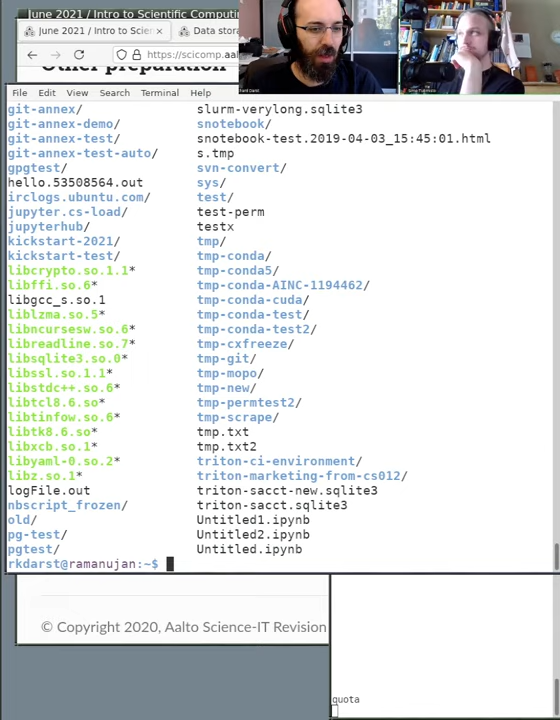 June 2021 / Intro to Scientific Computi
June 2021 / Intro to Scien
Data stora
https://scicomp.aal
Other preparation
File Edit View Search Terminal Help
git-annex/ slurm-verylong.sqlite3
git-annex-demo/ snotebook/
git-annex-test/ snotebook-test.2019-04-03_15:45:01.html
git-annex-test-auto/ s.tmp
gpgtest/ svn-convert/
hello.53508564.out sys/
irclogs.ubuntu.com/ test/
jupyter.cs-load/ test-perm
jupyterhub/ testx
kickstart-2021/ tmp/
kickstart-test/ tmp-conda/
libcrypto.so.1.1* tmp-conda5/
libffi.so.6* tmp-conda-AINC-1194462/
libgcc_s.so.1 tmp-conda-cuda/
liblzma.so.5* tmp-conda-test/
libncursesw.so.6* tmp-conda-test2/
libreadline.so.7* tmp-cxfreeze/
libsqlite3.so.0* tmp-git/
libssl.so.1.1* tmp-mopo/
libstdc++.so.6* tmp-new/
libtcl8.6.so* tmp-permtest2/
libtinfow.so.6* tmp-scrape/
libtk8.6.so* tmp.txt
libxcb.so.1* tmp.txt2
libyaml-0.so.2* triton-ci-environment/
libz.so.1* triton-marketing-from-cs012/
logFile.out triton-sacct-new.sqlite3
nbscript_frozen/ triton-sacct.sqlite3
old/ Untitled1.ipynb
pg-test/ Untitled2.ipynb
pgtest/ Untitled.ipynb
rkdarst@ramanujan:~$
© Copyright 2020, Aalto Science-IT Revision
quota